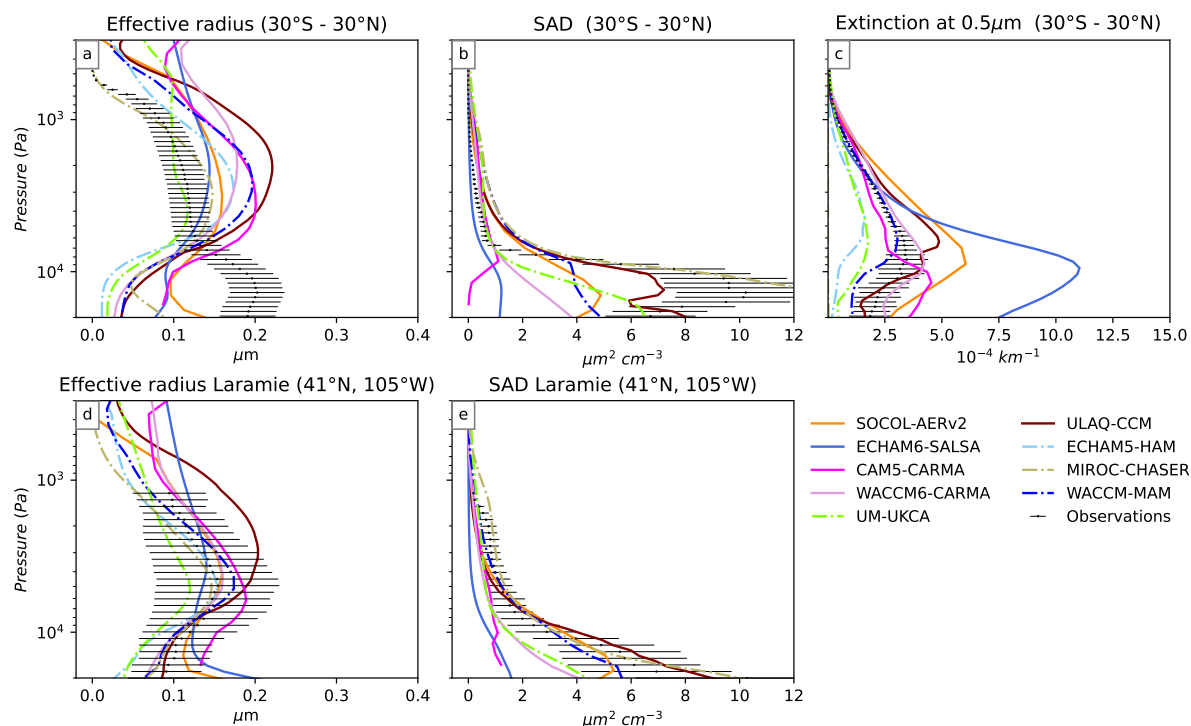 Effective radius (30°S - 30°N)
SAD (30°S - 30°N)
Extinction at 0.5μm (30°S - 30°N)
a
b
c
Pressure (Pa)
10³
10⁴
0.0 0.1 0.2 0.3 0.4
μm
0 2 4 6 8 10 12
μm² cm⁻³
2.5 5.0 7.5 10.0 12.5 15.0
10⁻⁴ km⁻¹
Effective radius Laramie (41°N, 105°W)
SAD Laramie (41°N, 105°W)
d
e
Pressure (Pa)
10³
10⁴
0.0 0.1 0.2 0.3 0.4
μm
0 2 4 6 8 10 12
μm² cm⁻³
SOCOL-AERv2
ECHAM6-SALSA
CAM5-CARMA
WACCM6-CARMA
UM-UKCA
ULAQ-CCM
ECHAM5-HAM
MIROC-CHASER
WACCM-MAM
Observations